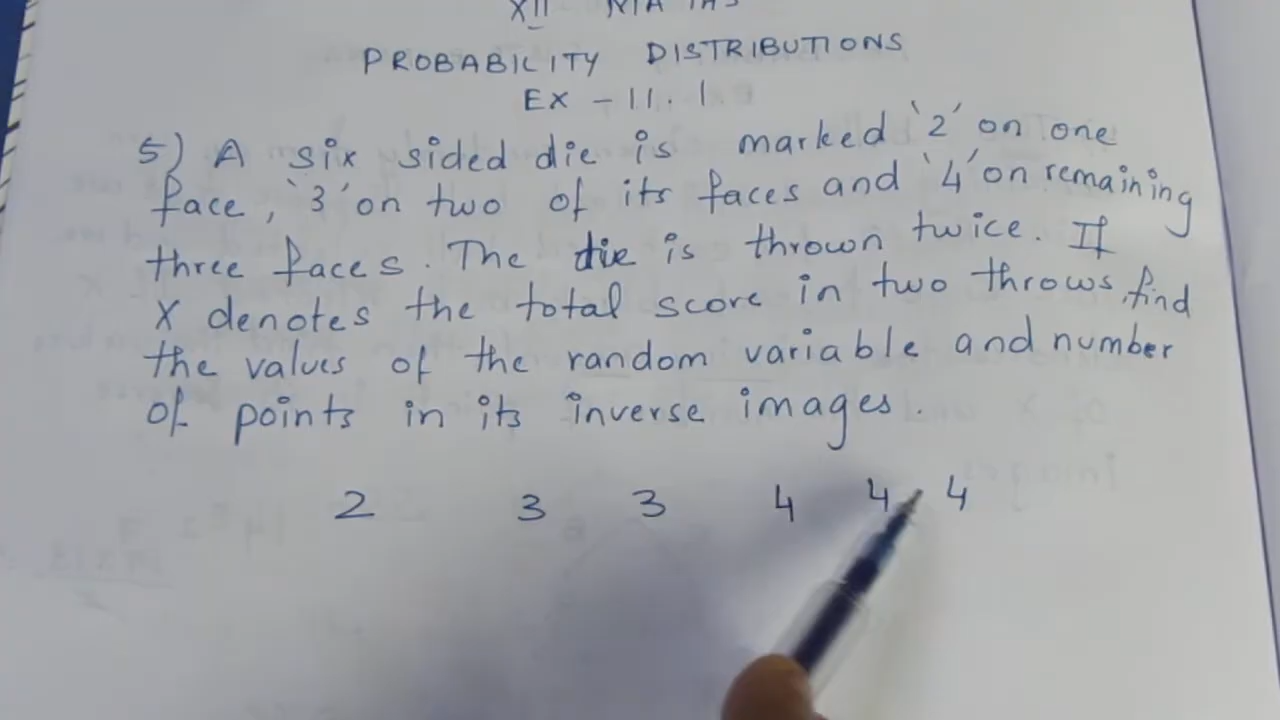 XII MATHS
PROBABILITY DISTRIBUTIONS
EX - 11.1
5) A six sided die is marked '2' on one
face, '3' on two of its faces and '4' on remaining
three faces. The die is thrown twice. If
X denotes the total score in two throws, find
the values of the random variable and number
of points in its inverse images.
2 3 3 4 4 4